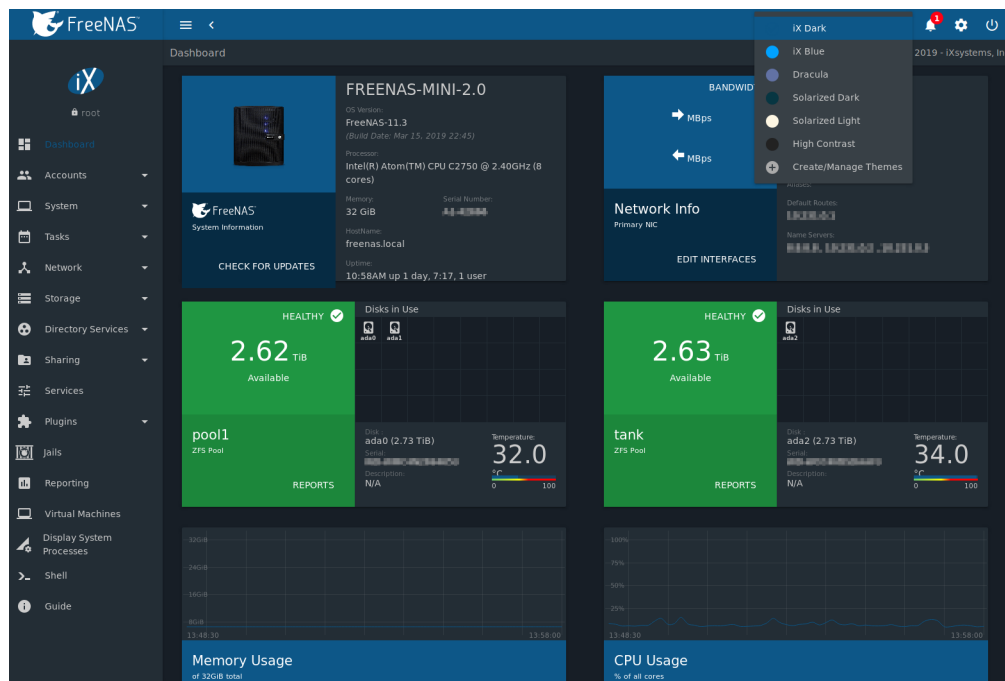 FreeNAS
iX
root
Dashboard
Accounts
System
Tasks
Network
Storage
Directory Services
Sharing
Services
Plugins
Jails
Reporting
Virtual Machines
Display System
Processes
Shell
Guide
1
Dashboard
2019 - iXsystems, In
iX Dark
iX Blue
Dracula
Solarized Dark
Solarized Light
High Contrast
Create/Manage Themes
FreeNAS
System Information
CHECK FOR UPDATES
FREENAS-MINI-2.0
OS Version:
FreeNAS-11.3
(Build Date: Mar 15, 2019 22:45)
Processor:
Intel(R) Atom(TM) CPU C2750 @ 2.40GHz (8
cores)
Memory:
32 GiB
Serial Number:
HostName:
freenas.local
Uptime:
10:58AM up 1 day, 7:17, 1 user
BANDWID
MBps
MBps
Network Info
Primary NIC
EDIT INTERFACES
Default Routes:
Name Servers:
HEALTHY
2.62 TiB
Available
pool1
ZFS Pool
REPORTS
Disks in Use
ada0 ada1
Disk :
ada0 (2.73 TiB)
Serial:
Description:
N/A
Temperature:
32.0
°C
0 100
HEALTHY
2.63 TiB
Available
tank
ZFS Pool
REPORTS
Disks in Use
ada2
Disk :
ada2 (2.73 TiB)
Serial:
Description:
N/A
Temperature:
34.0
°C
0 100
32GiB
24GiB
16GiB
8GiB
13:48:30 13:58:00
Memory Usage
of 32GiB total
100%
75%
50%
25%
13:48:30 13:58:00
CPU Usage
% of all cores